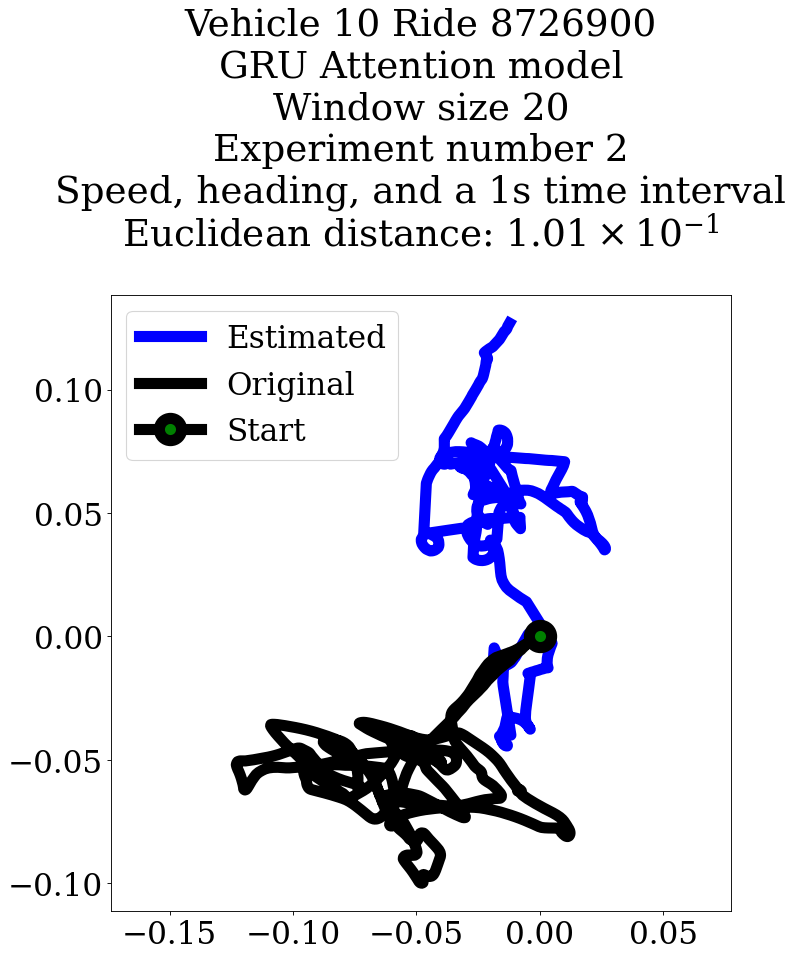 Vehicle 10 Ride 8726900
GRU Attention model
Window size 20
Experiment number 2
Speed, heading, and a 1s time interval
Euclidean distance: 1.01 × 10⁻¹
Estimated
Original
Start
0.10
0.05
0.00
−0.05
−0.10
−0.15 −0.10 −0.05 0.00 0.05